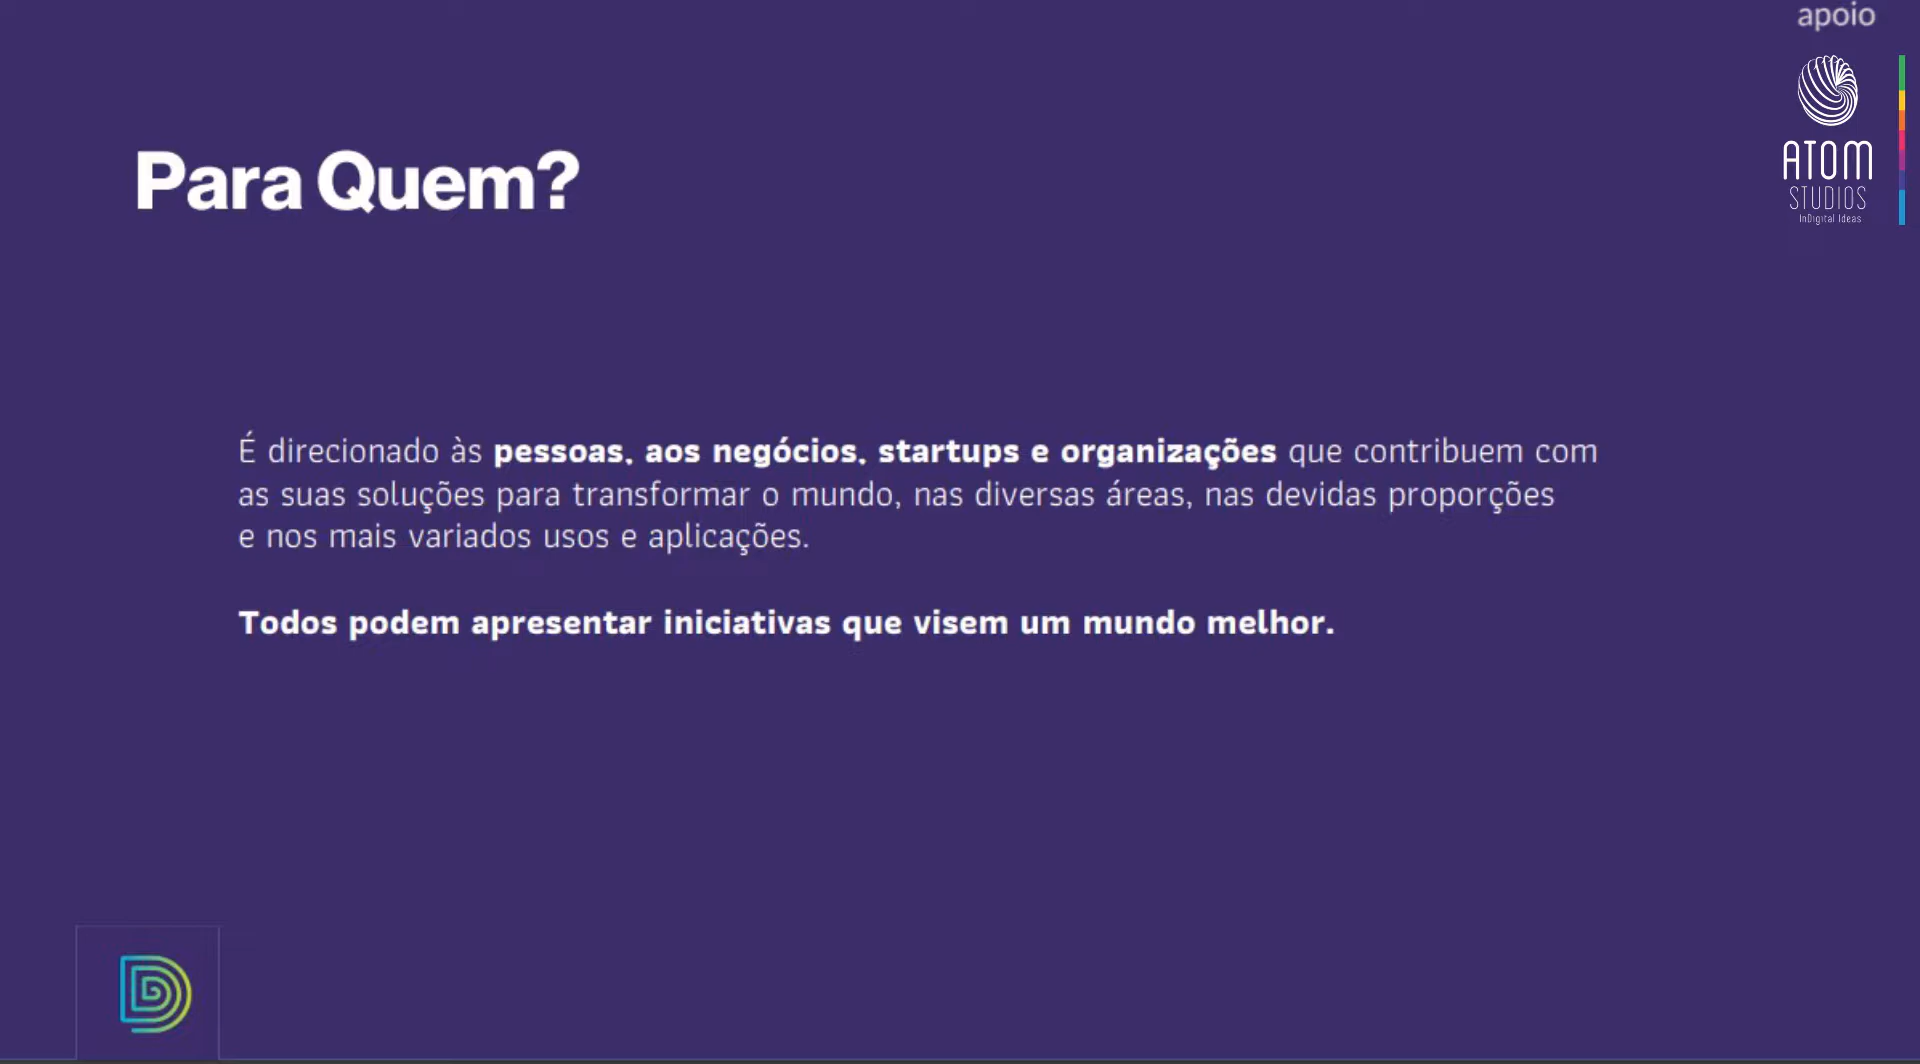 apoio
ATOM
STUDIOS
InDigital Ideas
Para Quem?
É direcionado às pessoas, aos negócios, startups e organizações que contribuem com
as suas soluções para transformar o mundo, nas diversas áreas, nas devidas proporções
e nos mais variados usos e aplicações.
Todos podem apresentar iniciativas que visem um mundo melhor.